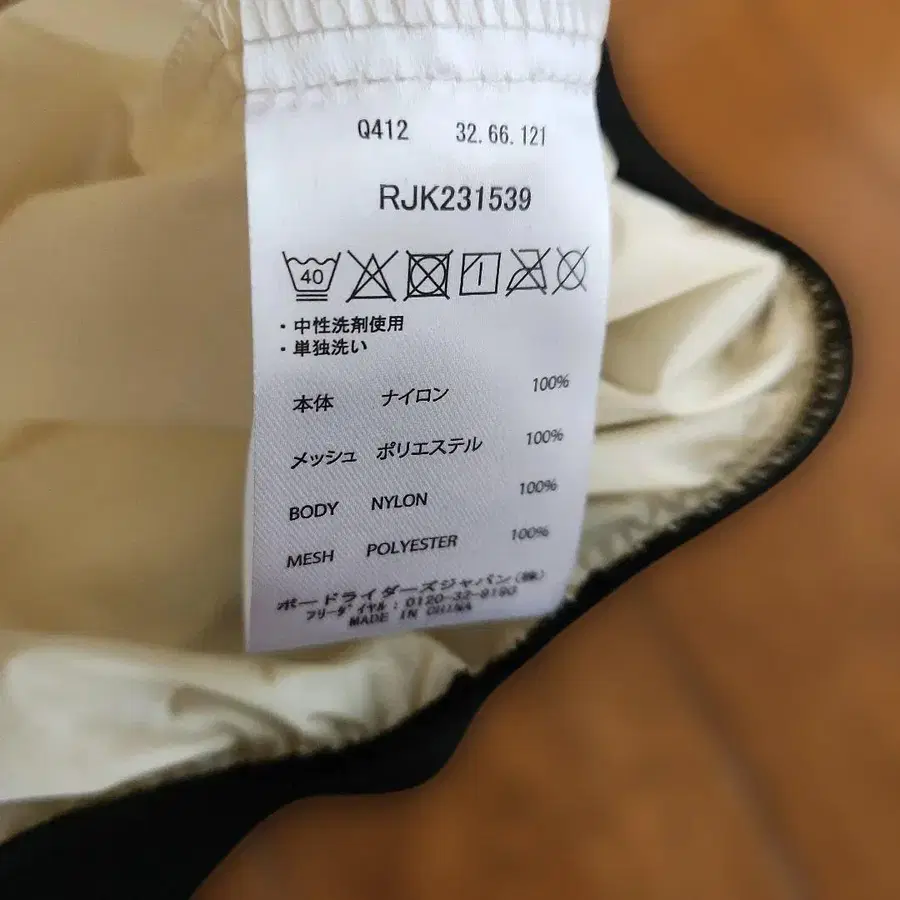 Q412 32.66.121
RJK231539
40
・中性洗剤使用
・単独洗い
本体 ナイロン 100%
メッシュ ポリエステル 100%
BODY NYLON 100%
MESH POLYESTER 100%
ボードライダーズジャパン(株)
フリーダイヤル：0120-32-9190
MADE IN CHINA